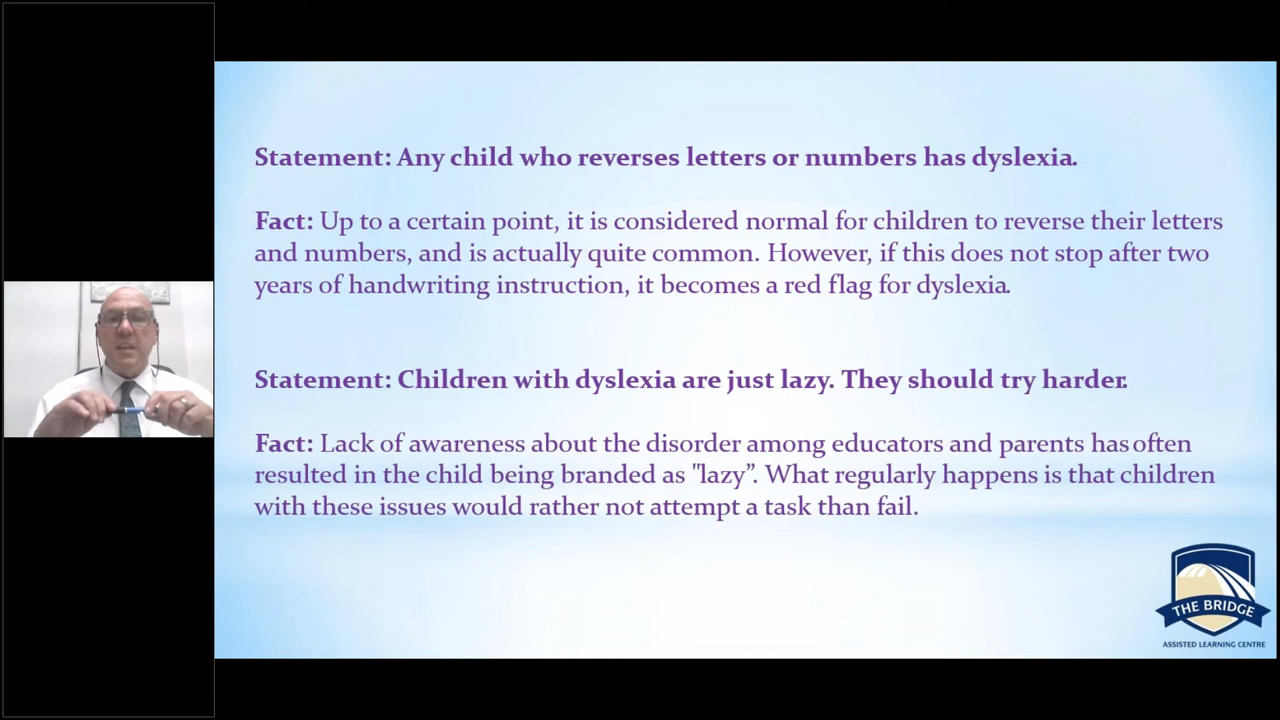 Statement: Any child who reverses letters or numbers has dyslexia.
Fact: Up to a certain point, it is considered normal for children to reverse their letters
and numbers, and is actually quite common. However, if this does not stop after two
years of handwriting instruction, it becomes a red flag for dyslexia.
Statement: Children with dyslexia are just lazy. They should try harder.
Fact: Lack of awareness about the disorder among educators and parents has often
resulted in the child being branded as "lazy”. What regularly happens is that children
with these issues would rather not attempt a task than fail.
THE BRIDGE
ASSISTED LEARNING CENTRE